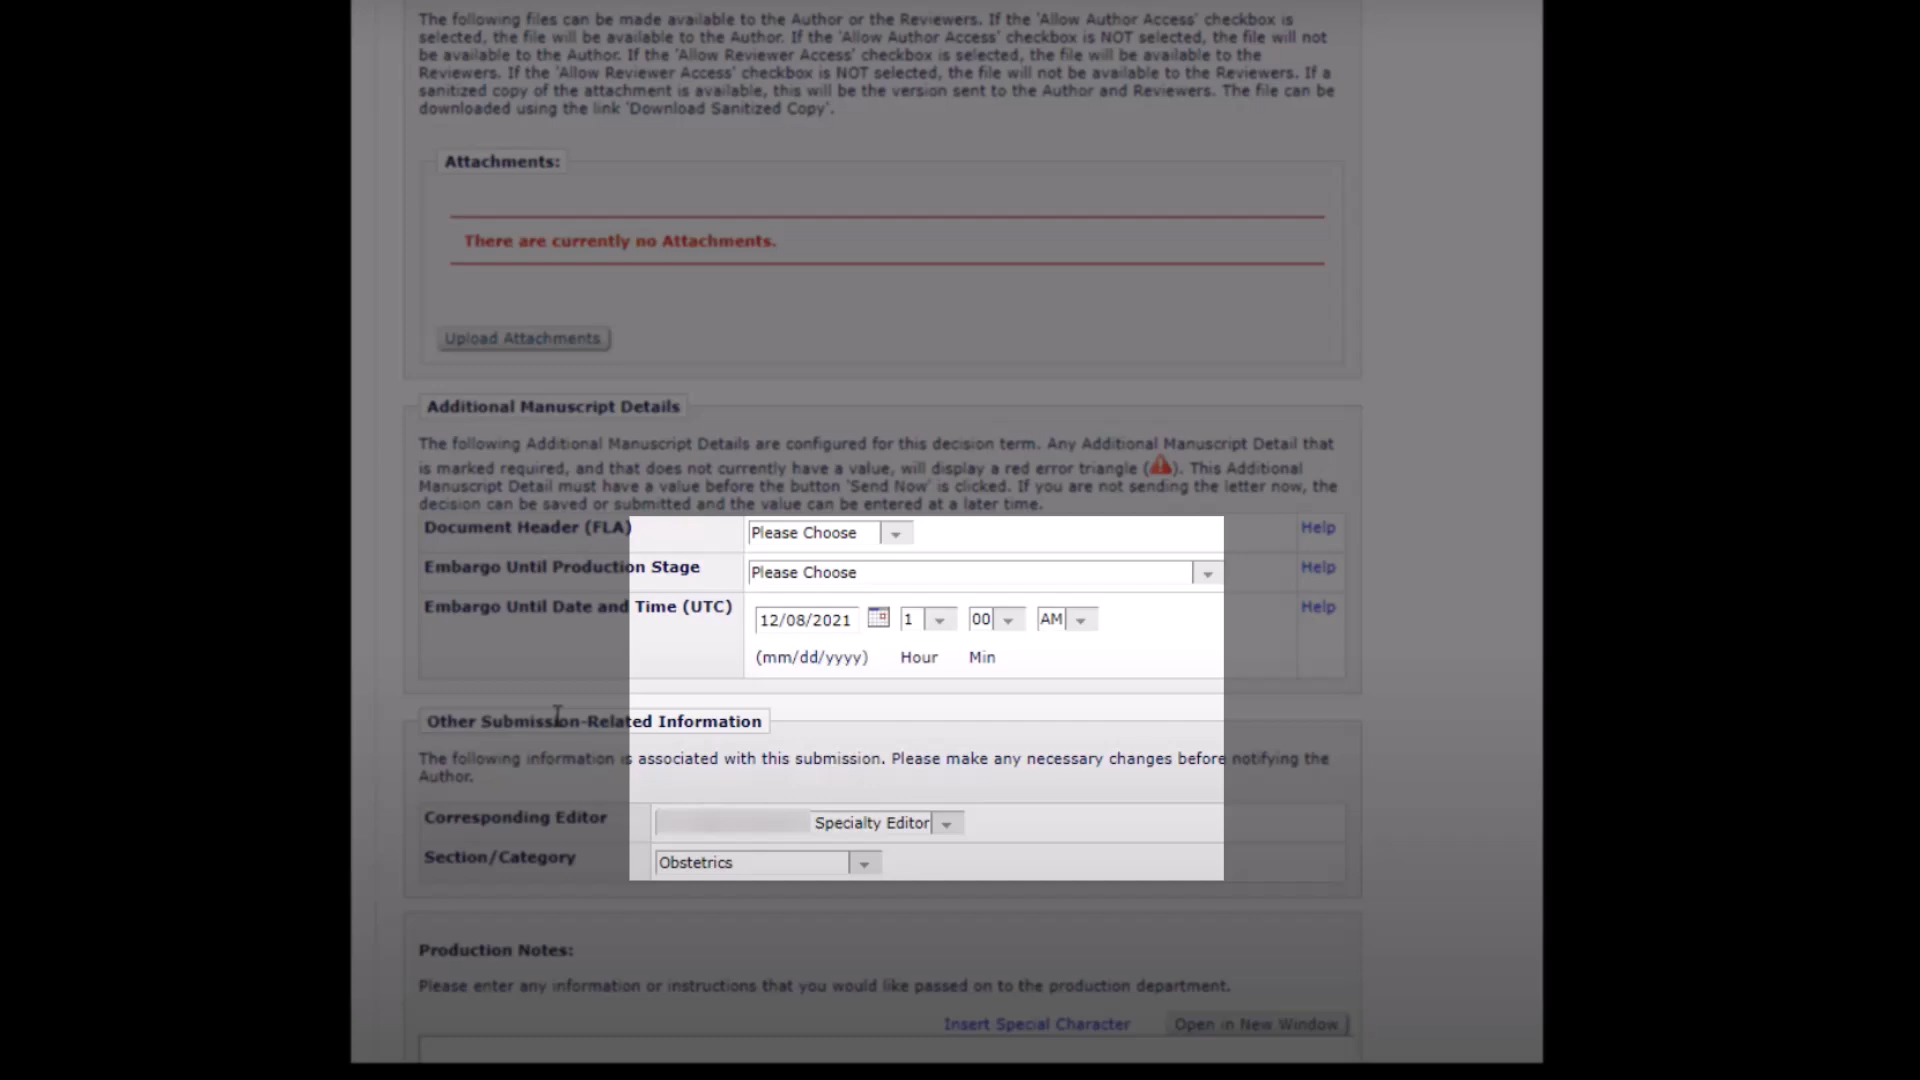 The following files can be made available to the Author or the Reviewers. If the 'Allow Author Access' checkbox is
selected, the file will be available to the Author. If the 'Allow Author Access' checkbox is NOT selected, the file will not
be available to the Author. If the 'Allow Reviewer Access' checkbox is selected, the file will be available to the
Reviewers. If the 'Allow Reviewer Access' checkbox is NOT selected, the file will not be available to the Reviewers. If a
sanitized copy of the attachment is available, this will be the version sent to the Author and Reviewers. The file can be
downloaded using the link 'Download Sanitized Copy'.
Attachments:
There are currently no Attachments.
Upload Attachments
Additional Manuscript Details
The following Additional Manuscript Details are configured for this decision term. Any Additional Manuscript Detail that
is marked required, and that does not currently have a value, will display a red error triangle (). This Additional
Manuscript Detail must have a value before the button 'Send Now' is clicked. If you are not sending the letter now, the
decision can be saved or submitted and the value can be entered at a later time.
Document Header (FLA) Please Choose Help
Embargo Until Production Stage Please Choose Help
Embargo Until Date and Time (UTC) 12/08/2021 1 00 AM Help
(mm/dd/yyyy) Hour Min
Other Submission-Related Information
The following information is associated with this submission. Please make any necessary changes before notifying the
Author.
Corresponding Editor Specialty Editor
Section/Category Obstetrics
Production Notes:
Please enter any information or instructions that you would like passed on to the production department.
Insert Special Character Open in New Window